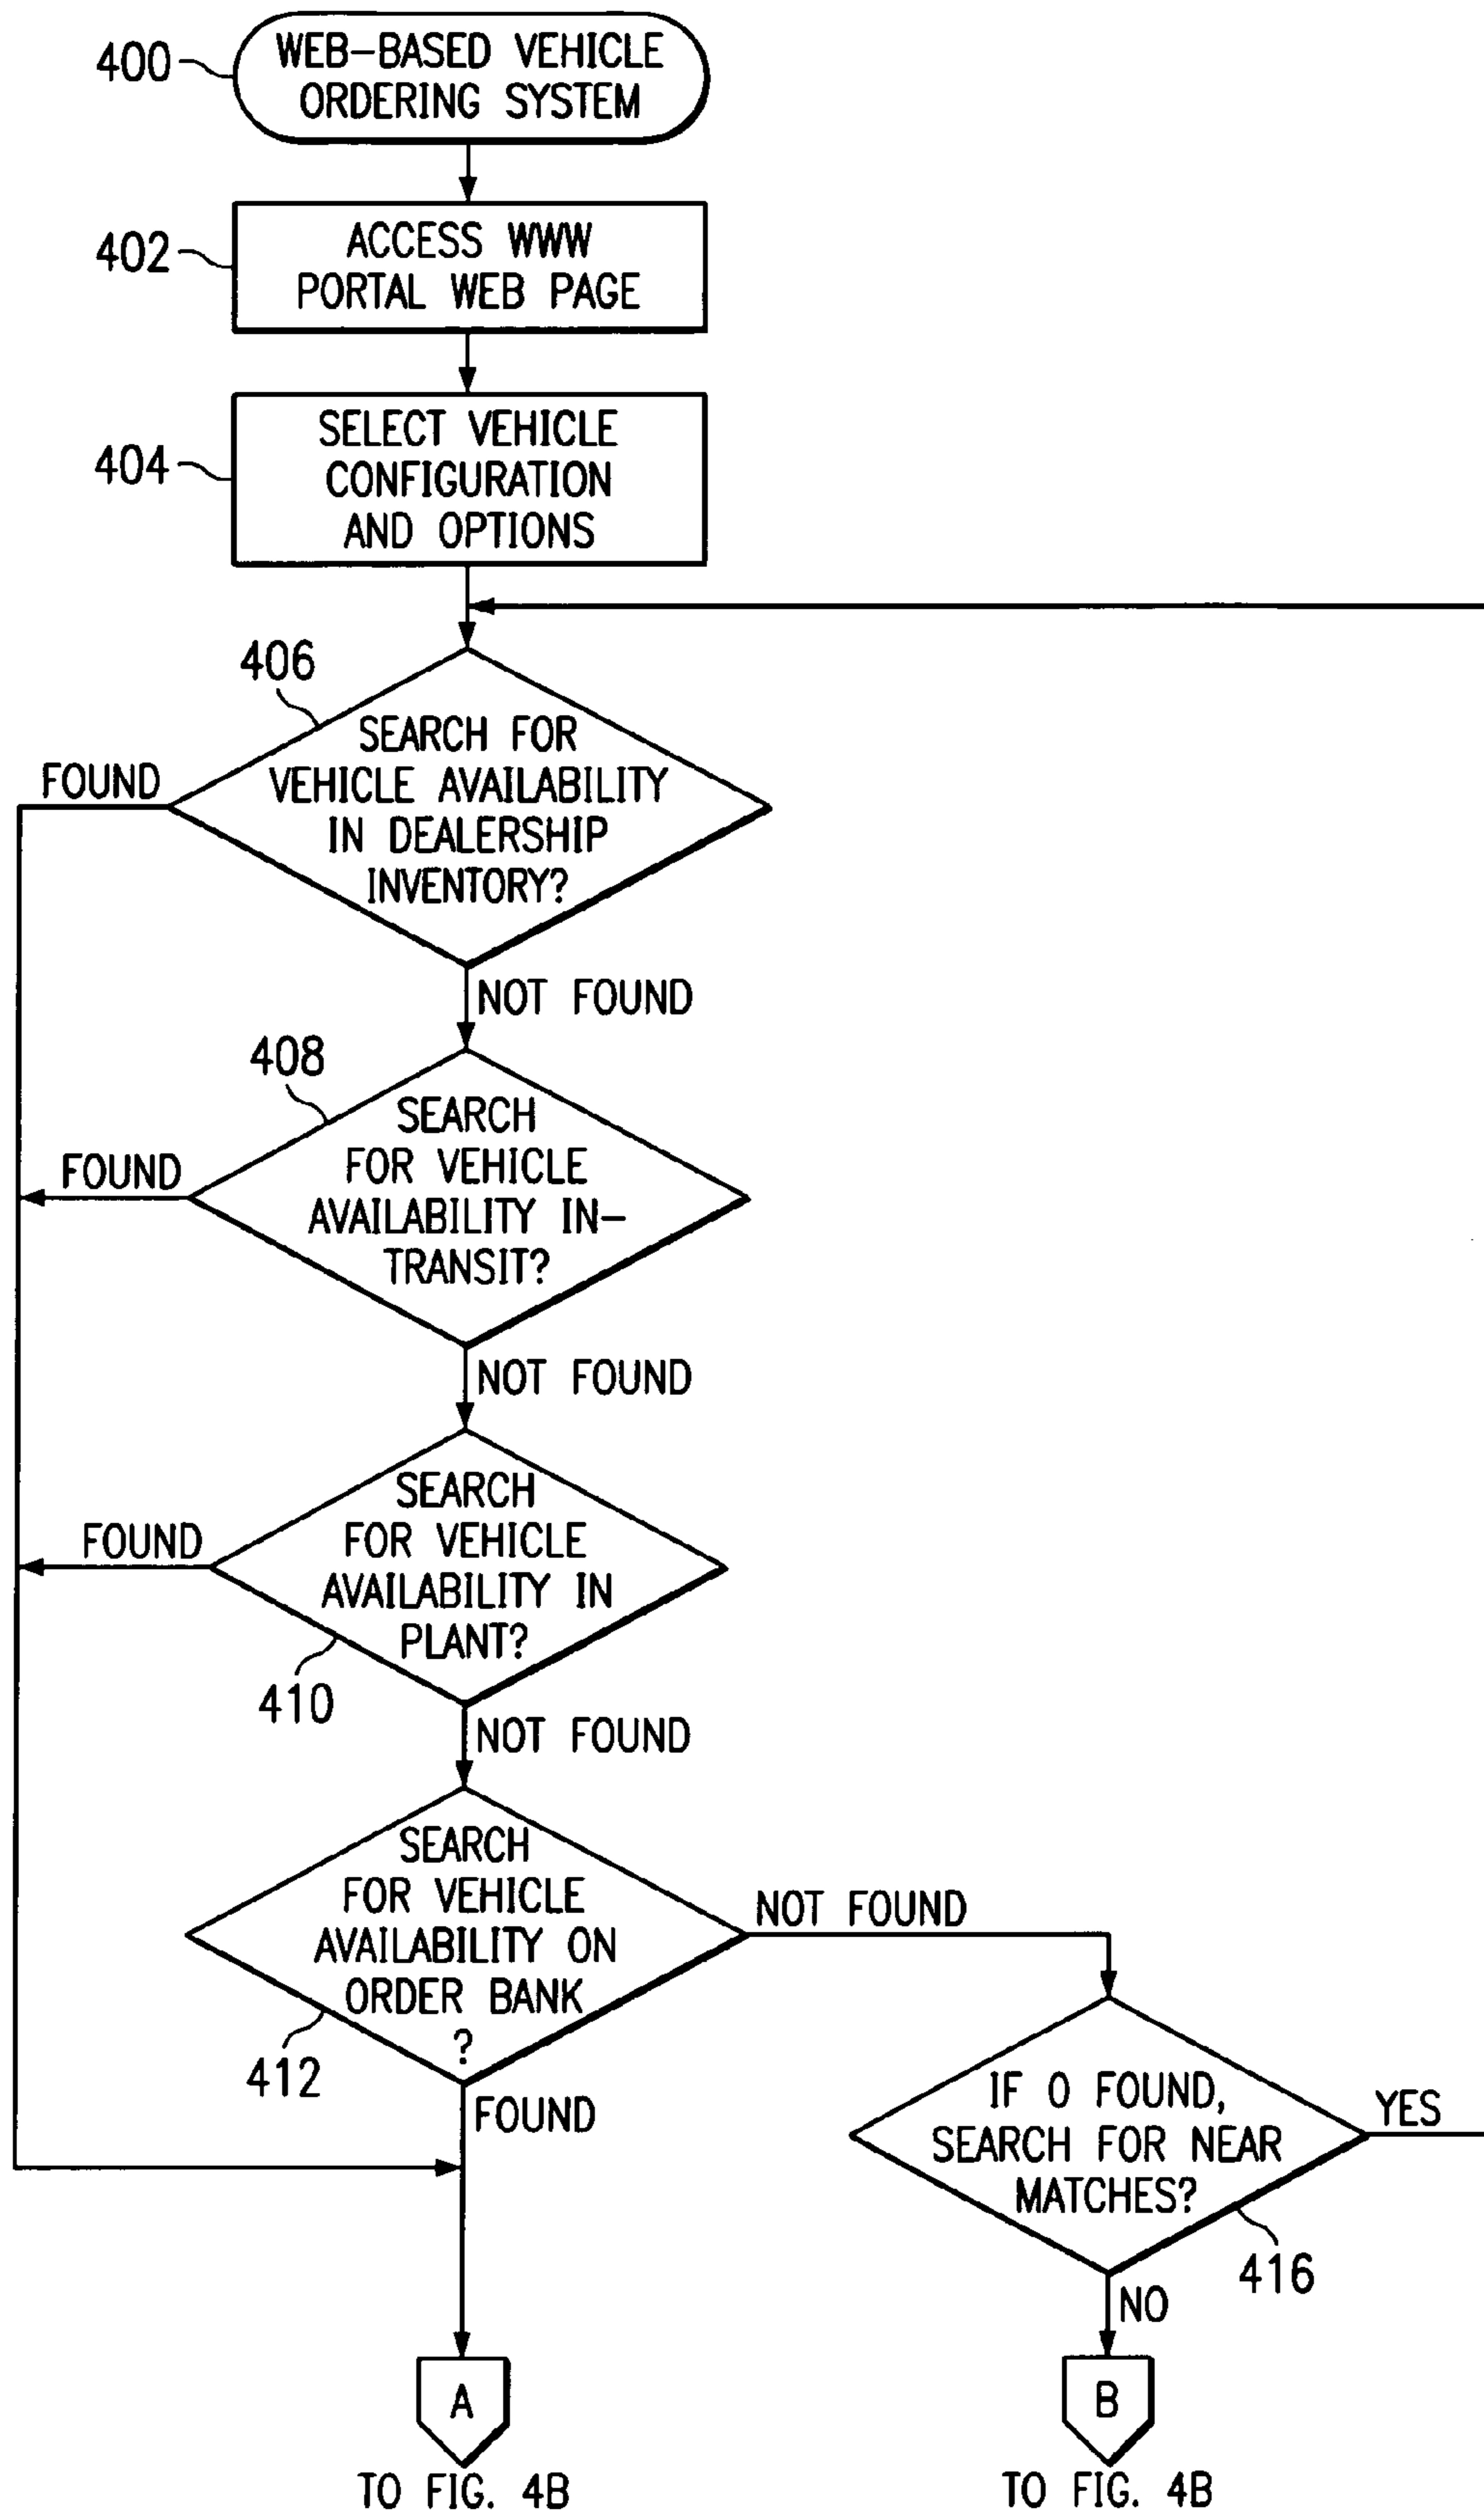 400
WEB-BASED VEHICLE
ORDERING SYSTEM
402
ACCESS WWW
PORTAL WEB PAGE
404
SELECT VEHICLE
CONFIGURATION
AND OPTIONS
406
SEARCH FOR
VEHICLE AVAILABILITY
IN DEALERSHIP
INVENTORY?
FOUND
NOT FOUND
408
SEARCH
FOR VEHICLE
AVAILABILITY IN-
TRANSIT?
FOUND
NOT FOUND
SEARCH
FOR VEHICLE
AVAILABILITY IN
PLANT?
FOUND
410
NOT FOUND
SEARCH
FOR VEHICLE
AVAILABILITY ON
ORDER BANK
?
412
NOT FOUND
FOUND
IF 0 FOUND,
SEARCH FOR NEAR
MATCHES?
YES
416
NO
A
TO FIG. 4B
B
TO FIG. 4B